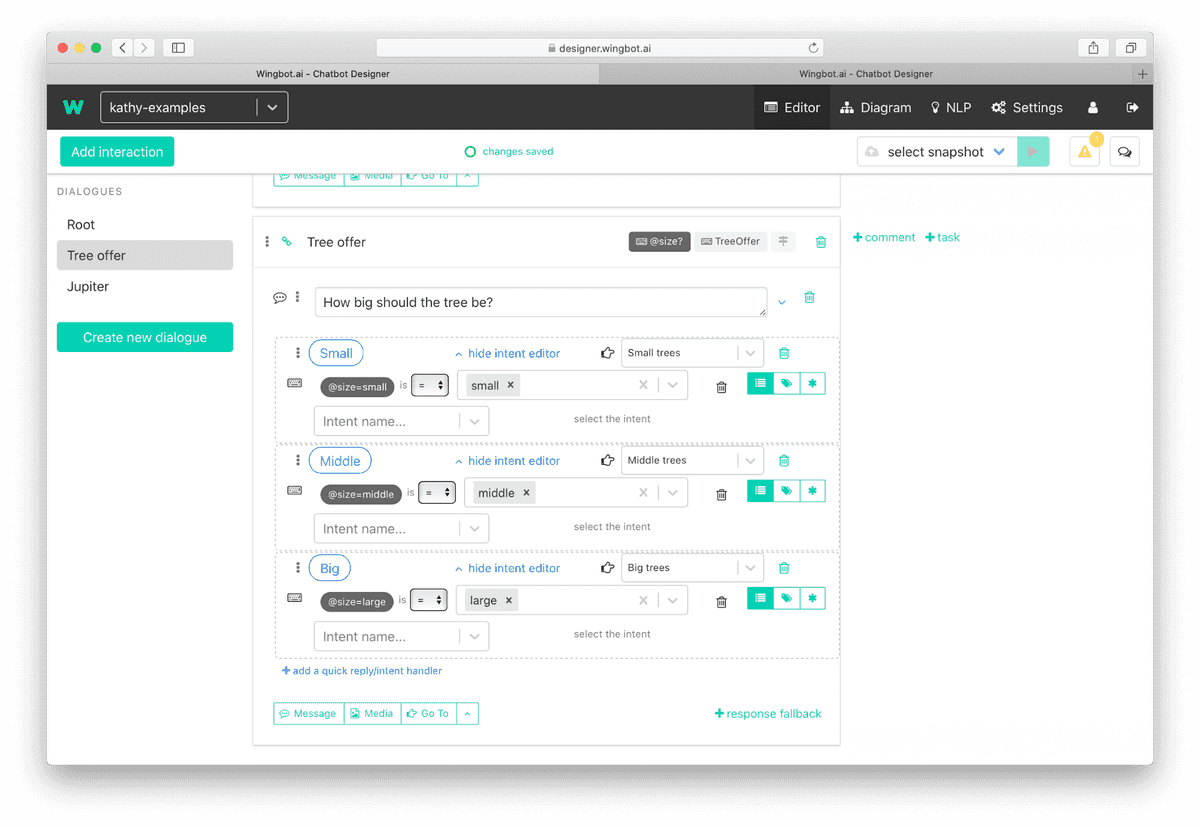 designer.wingbot.ai
Wingbot.ai - Chatbot Designer
Wingbot.ai - Chatbot Designer
W kathy-examples Editor Diagram NLP Settings
Add interaction changes saved select snapshot
DIALOGUES Message Media Go To
Root
Tree offer @size? TreeOffer +comment +task
Tree offer
Jupiter
How big should the tree be?
Create new dialogue
Small hide intent editor Small trees
@size=small is = small ×
Intent name... select the intent
Middle hide intent editor Middle trees
@size=middle is = middle ×
Intent name... select the intent
Big hide intent editor Big trees
@size=large is = large ×
Intent name... select the intent
+ add a quick reply/intent handler
Message Media Go To +response fallback